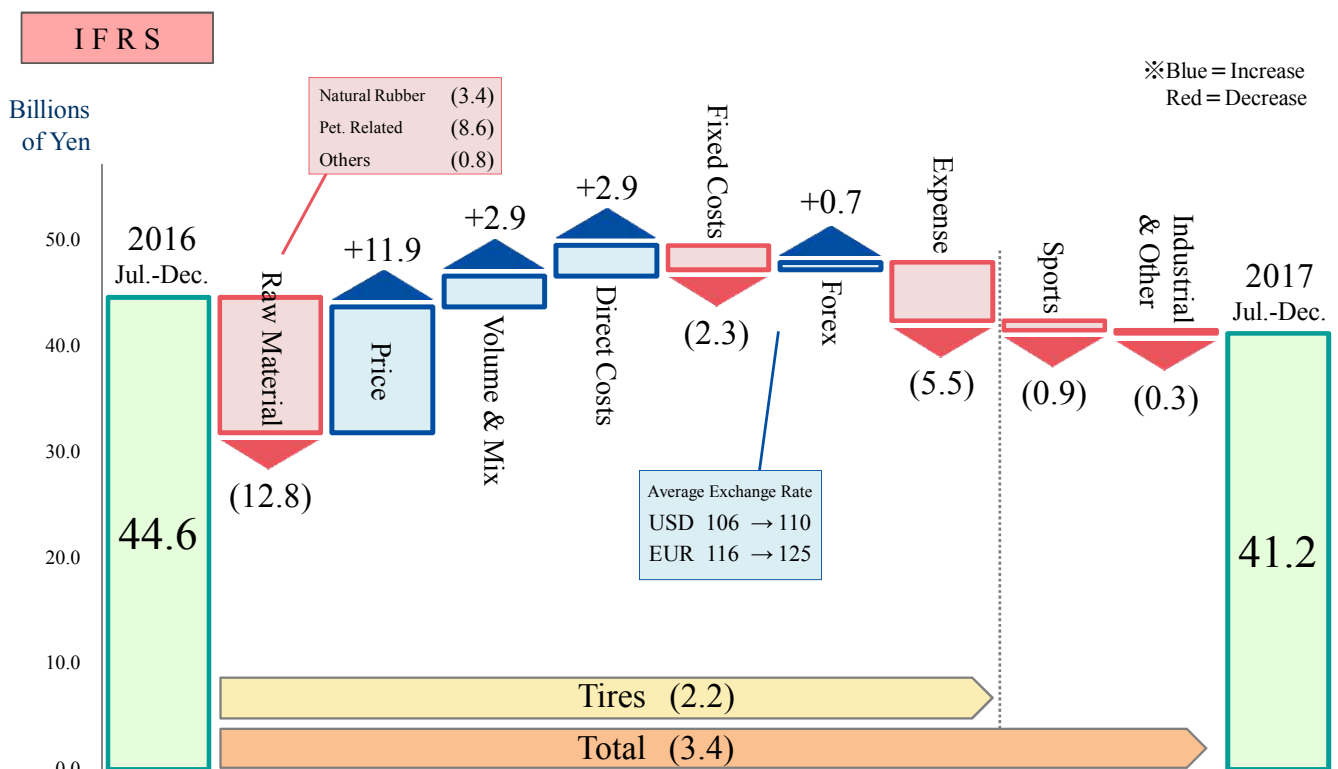 IFRS
※Blue = Increase
Red = Decrease
Billions
of Yen
Natural Rubber (3.4)
Pet. Related (8.6)
Others (0.8)
50.0
40.0
30.0
20.0
10.0
0.0
2016
Jul.-Dec.
44.6
Raw Material
(12.8)
+11.9
Price
+2.9
Volume & Mix
+2.9
Direct Costs
Fixed Costs
(2.3)
+0.7
Forex
Average Exchange Rate
USD 106 → 110
EUR 116 → 125
Expense
(5.5)
Sports
(0.9)
Industrial
& Other
(0.3)
2017
Jul.-Dec.
41.2
Tires (2.2)
Total (3.4)